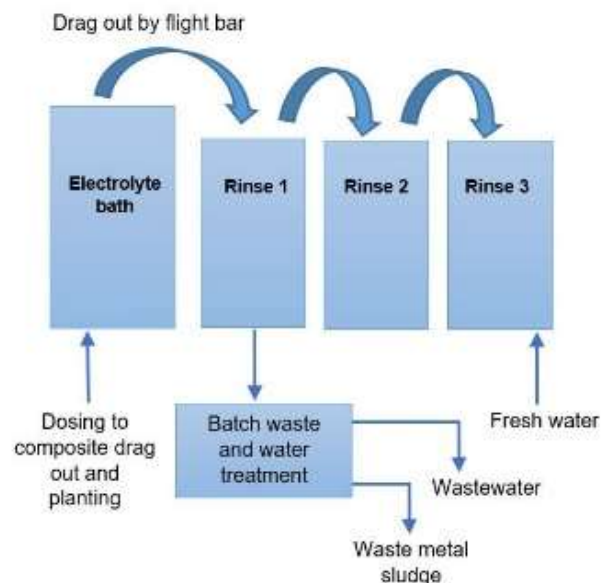 Drag out by flight bar
Electrolyte
bath
Rinse 1
Rinse 2
Rinse 3
Dosing to
composite drag
out and
planting
Batch waste
and water
treatment
Fresh water
Wastewater
Waste metal
sludge